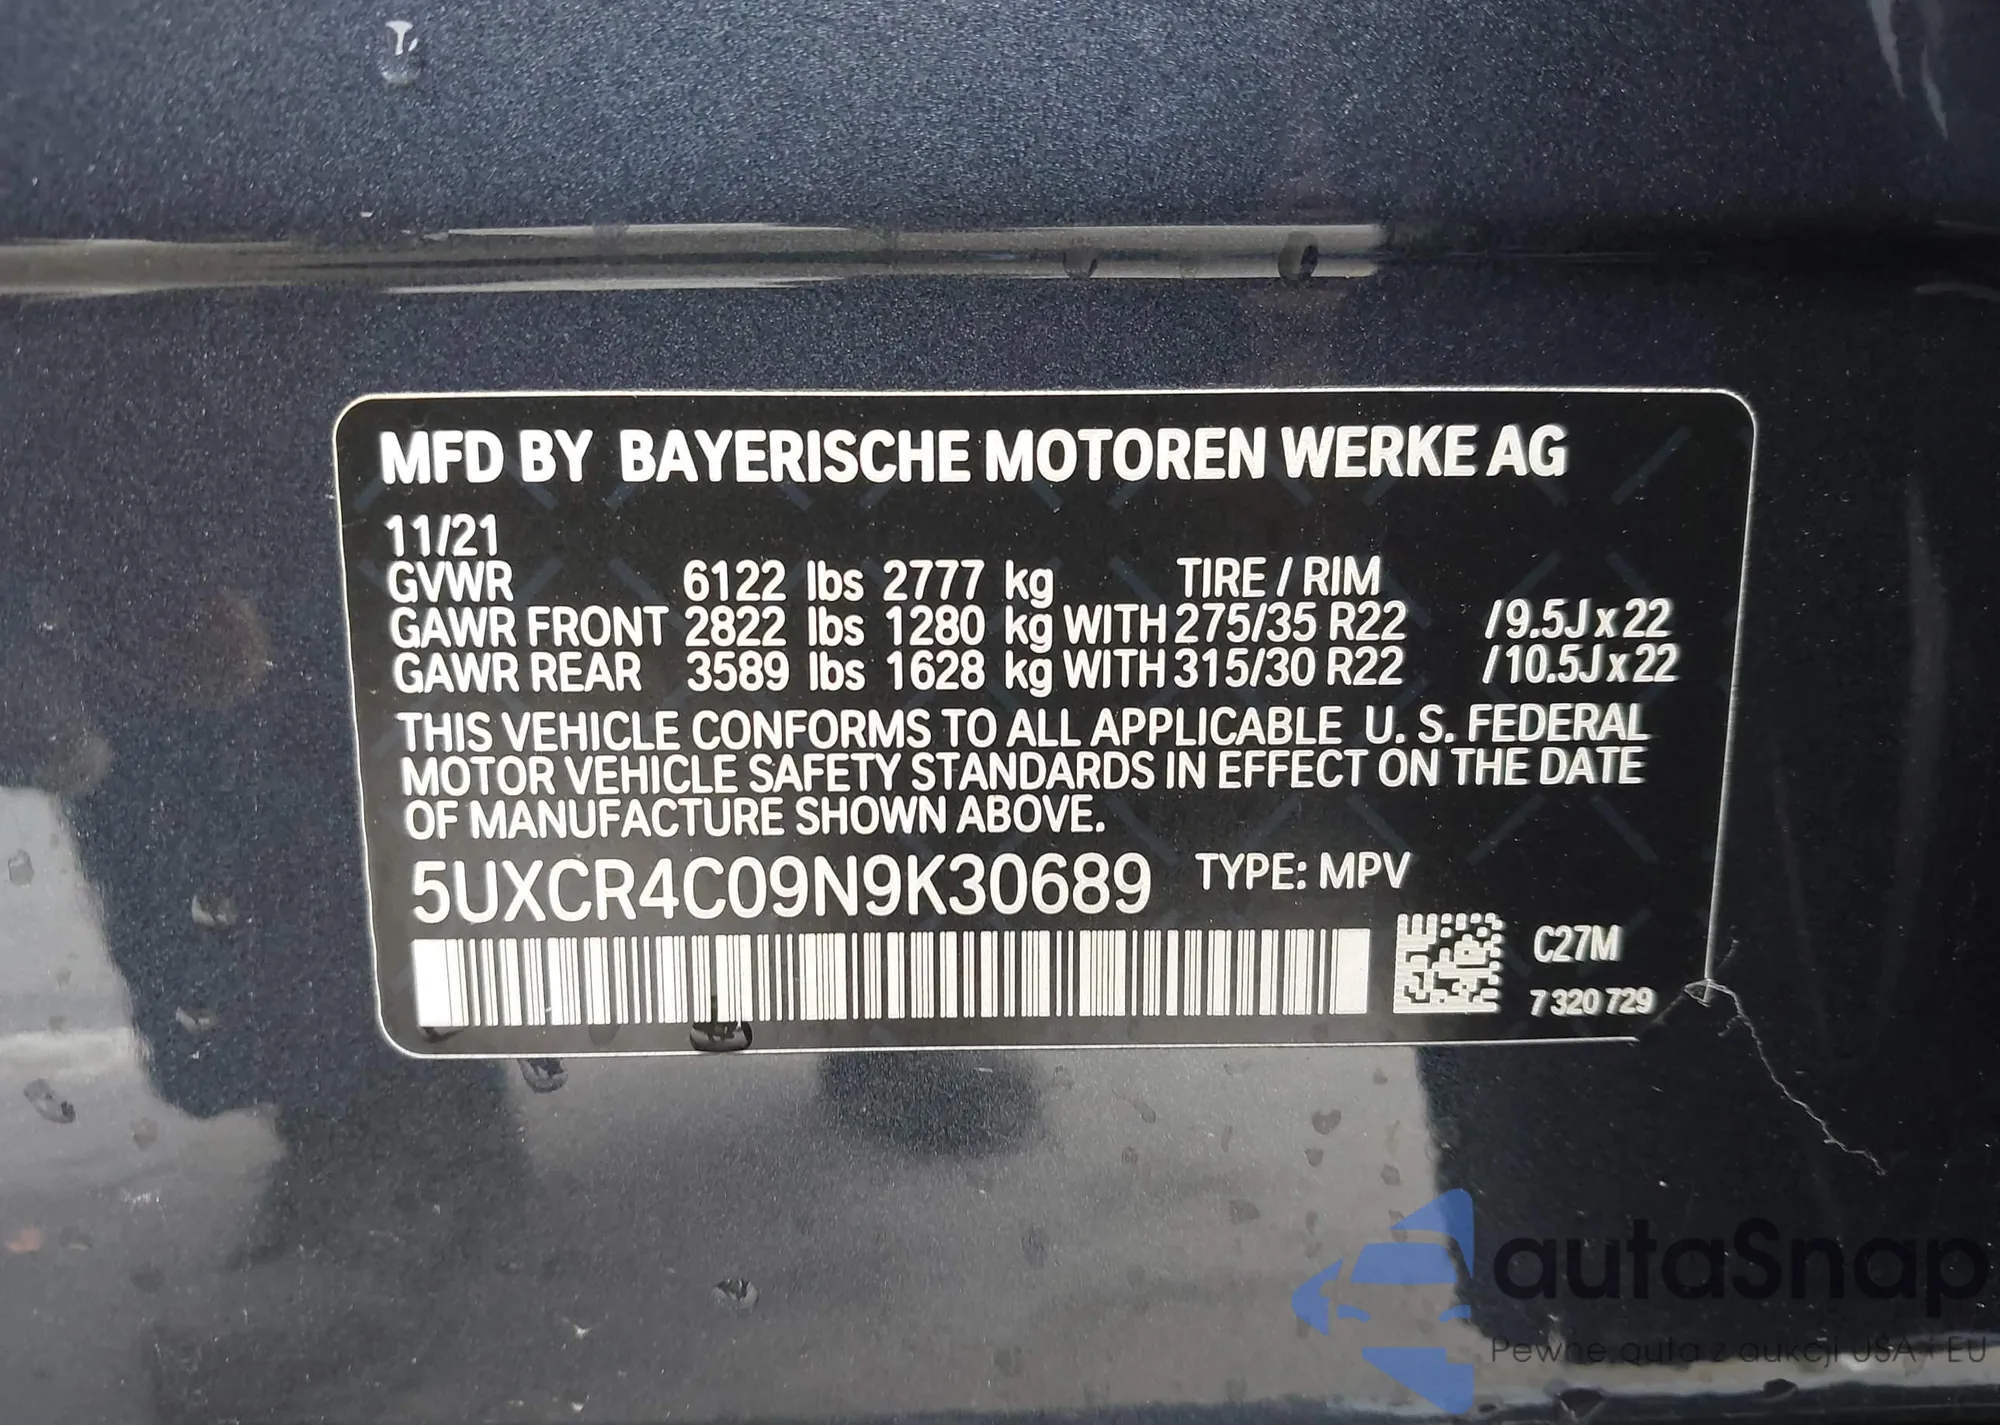 MFD BY BAYERISCHE MOTOREN WERKE AG
11/21
GVWR 6122 lbs 2777 kg TIRE / RIM
GAWR FRONT 2822 lbs 1280 kg WITH 275/35 R22 /9.5J x 22
GAWR REAR 3589 lbs 1628 kg WITH 315/30 R22 /10.5J x 22
THIS VEHICLE CONFORMS TO ALL APPLICABLE U. S. FEDERAL
MOTOR VEHICLE SAFETY STANDARDS IN EFFECT ON THE DATE
OF MANUFACTURE SHOWN ABOVE.
5UXCR4C09N9K30689 TYPE: MPV
C27M
7 320 729
autaSnap
Pewne auta z aukcji USA i EU